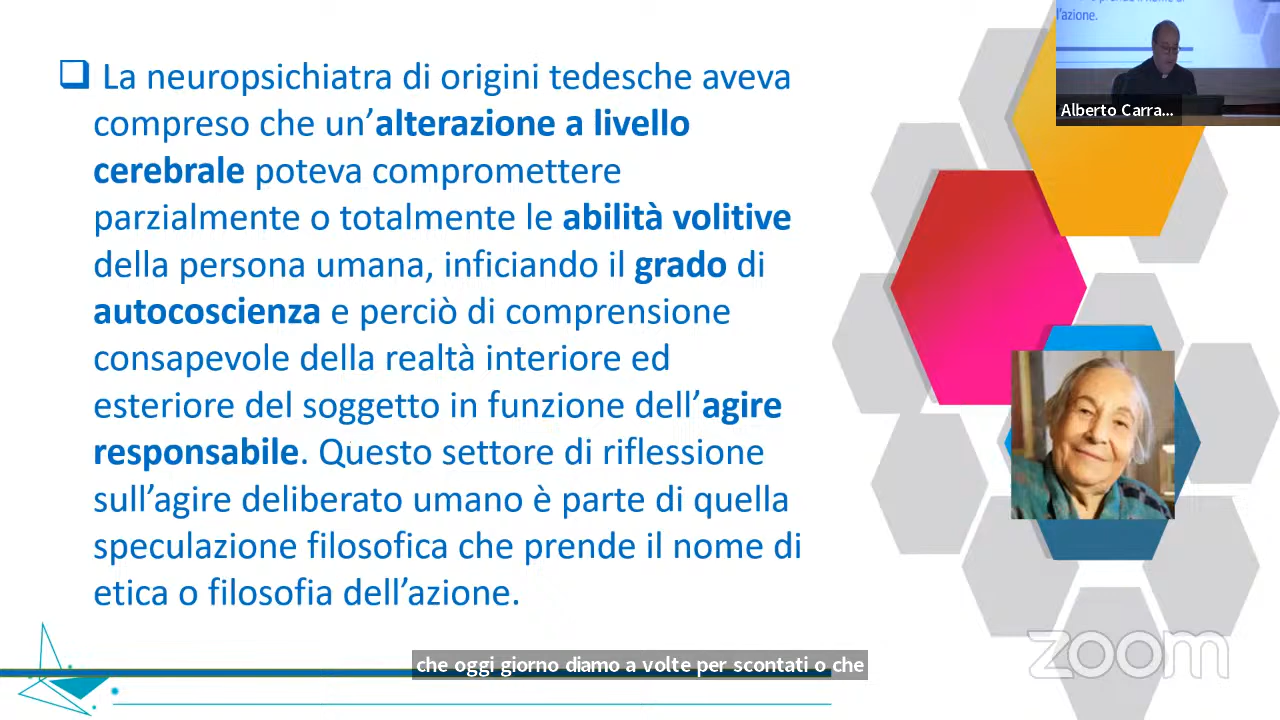 La neuropsichiatra di origini tedesche aveva
compreso che un’alterazione a livello
cerebrale poteva compromettere
parzialmente o totalmente le abilità volitive
della persona umana, inficiando il grado di
autocoscienza e perciò di comprensione
consapevole della realtà interiore ed
esteriore del soggetto in funzione dell’agire
responsabile. Questo settore di riflessione
sull’agire deliberato umano è parte di quella
speculazione filosofica che prende il nome di
etica o filosofia dell’azione.
l'azione.
Alberto Carra...
che oggi giorno diamo a volte per scontati o che
zoom